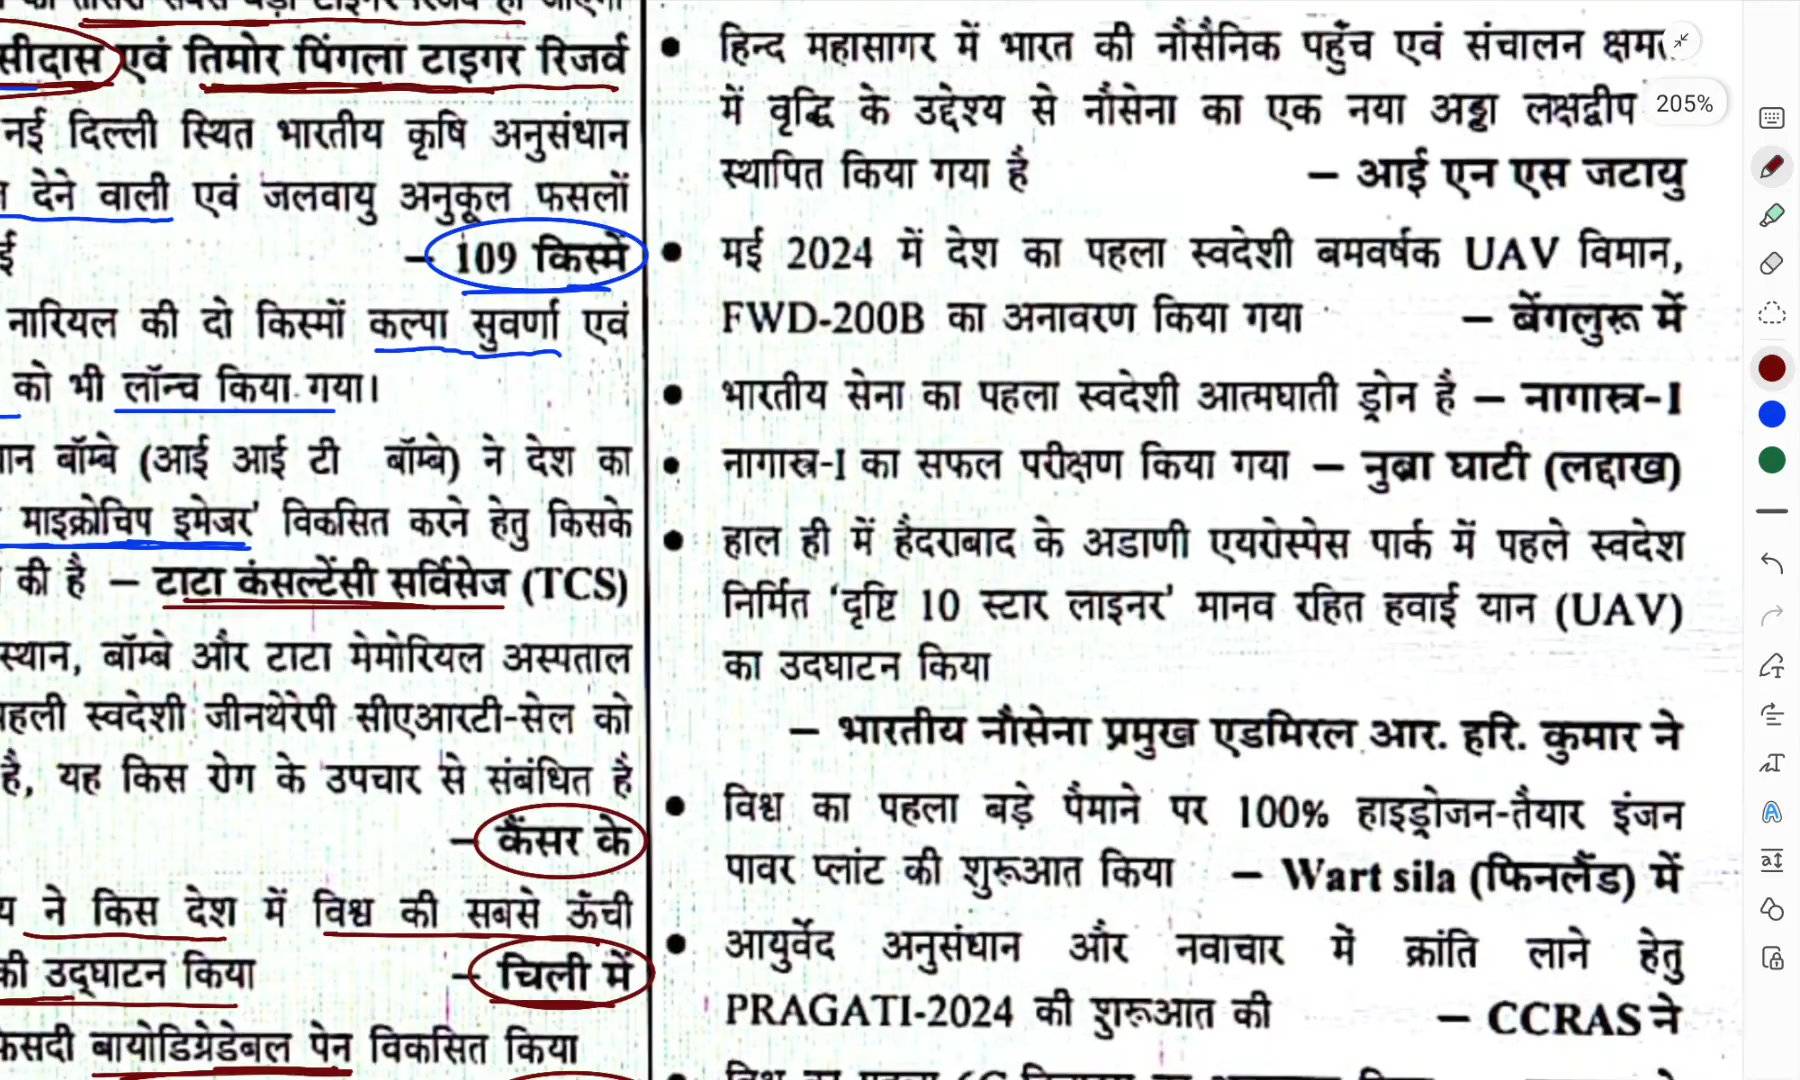 सीदास एवं तिमोर पिंगला टाइगर रिजर्व
नई दिल्ली स्थित भारतीय कृषि अनुसंधान
देने वाली एवं जलवायु अनुकूल फसलों
– 109 किस्में
नारियल की दो किस्मों कल्पा सुवर्णा एवं
को भी लॉन्च किया गया।
बॉम्बे (आई आई टी बॉम्बे) ने देश का
माइक्रोचिप इमेजर' विकसित करने हेतु किसके
की है – टाटा कंसल्टेंसी सर्विसेज (TCS)
स्थान, बॉम्बे और टाटा मेमोरियल अस्पताल
पहली स्वदेशी जीनथेरेपी सीएआरटी-सेल को
है, यह किस रोग के उपचार से संबंधित है
– कैंसर के
ने किस देश में विश्व की सबसे ऊँची
की उद्घाटन किया – चिली में
बायोडिग्रेडेबल पेन विकसित किया
● हिन्द महासागर में भारत की नौसैनिक पहुँच एवं संचालन
में वृद्धि के उद्देश्य से नौसेना का एक नया अड्डा लक्षद्वीप
स्थापित किया गया है – आई एन एस जटायु
● मई 2024 में देश का पहला स्वदेशी बमवर्षक UAV विमान,
FWD-200B का अनावरण किया गया – बेंगलुरू में
● भारतीय सेना का पहला स्वदेशी आत्मघाती ड्रोन है – नागास्त्र-1
● नागास्त्र-1 का सफल परीक्षण किया गया – नुब्रा घाटी (लद्दाख)
● हाल ही में हैदराबाद के अडाणी एयरोस्पेस पार्क में पहले स्वदेश
निर्मित 'दृष्टि 10 स्टार लाइनर' मानव रहित हवाई यान (UAV)
का उदघाटन किया
– भारतीय नौसेना प्रमुख एडमिरल आर. हरि. कुमार ने
● विश्व का पहला बड़े पैमाने पर 100% हाइड्रोजन-तैयार इंजन
पावर प्लांट की शुरूआत किया – Wart sila (फिनलैंड) में
● आयुर्वेद अनुसंधान और नवाचार में क्रांति लाने हेतु
PRAGATI-2024 की शुरूआत की – CCRAS ने
205%